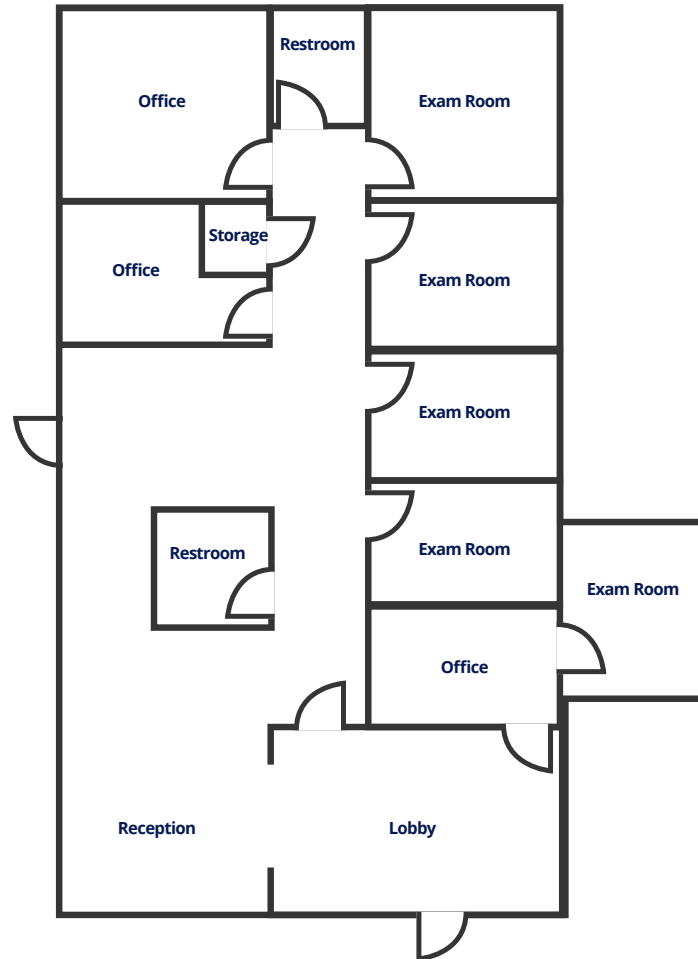 Restroom
Office
Exam Room
Storage
Office
Exam Room
Exam Room
Restroom
Exam Room
Exam Room
Office
Reception
Lobby